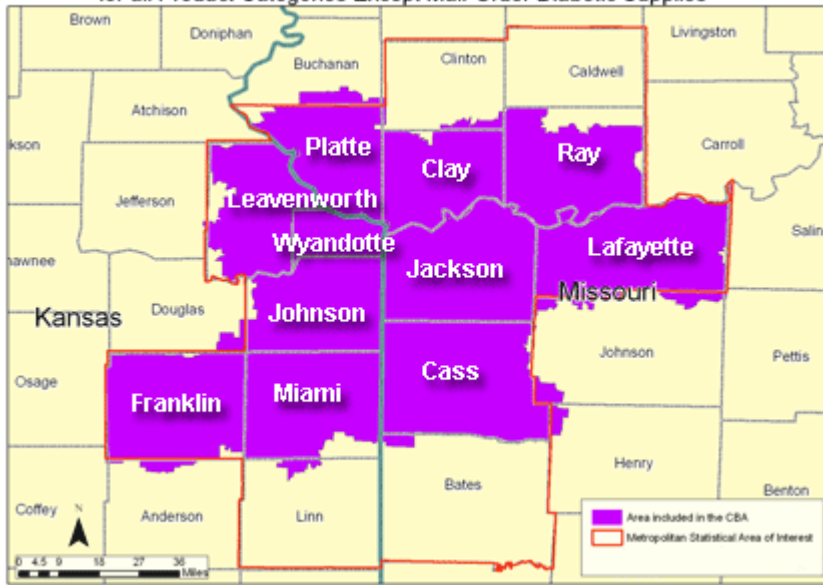 for all Product Categories Except Mail Order Diabetic Supplies
Brown
Doniphan
Buchanan
Clinton
Caldwell
Livingston
Atchison
kson
Platte
Clay
Ray
Carroll
Leavenworth
Jefferson
Wyandotte
Lafayette
Salin
hawnee
Jackson
Kansas
Douglas
Johnson
Missouri
Johnson
Pettis
Osage
Franklin
Miami
Cass
Henry
Bates
Benton
Coffey
N
Anderson
Linn
Area included in the CBA
Metropolitan Statistical Area of Interest
0 4.5 9 18 27 36
Miles